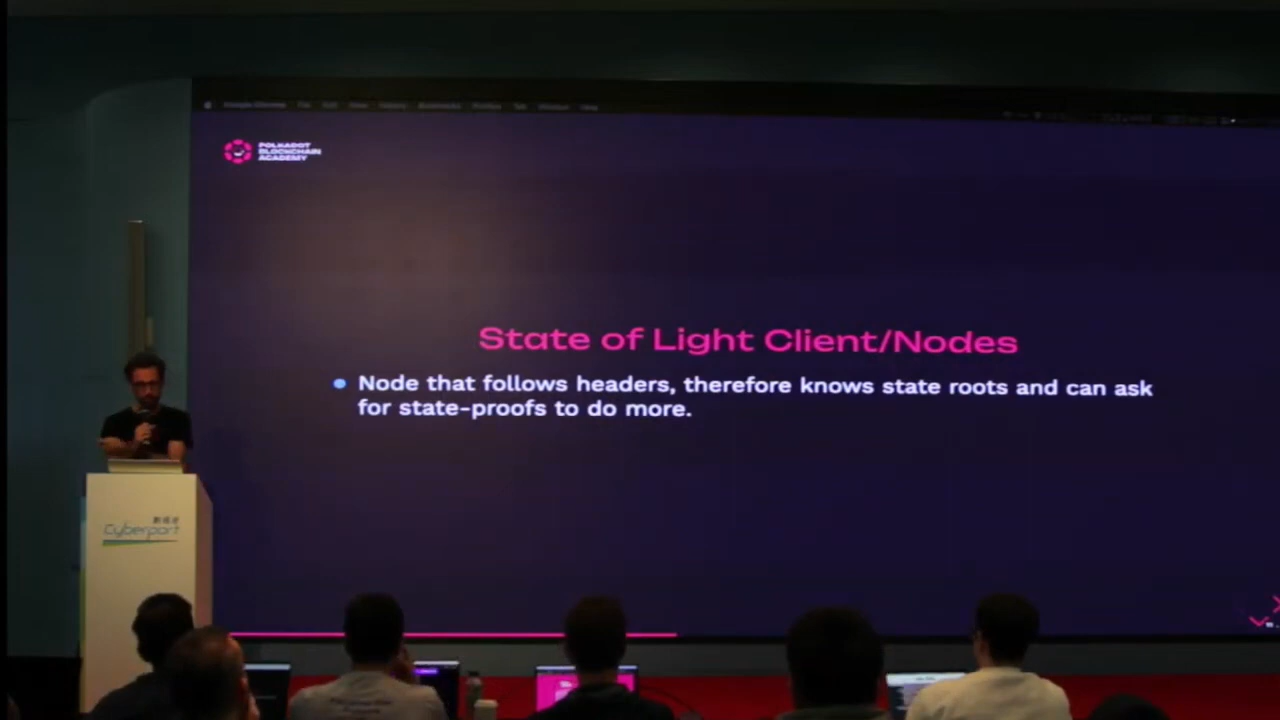 POLKADOT
BLOCKCHAIN
ACADEMY
State of Light Client/Nodes
Node that follows headers, therefore knows state roots and can ask
for state-proofs to do more.
Cyberport